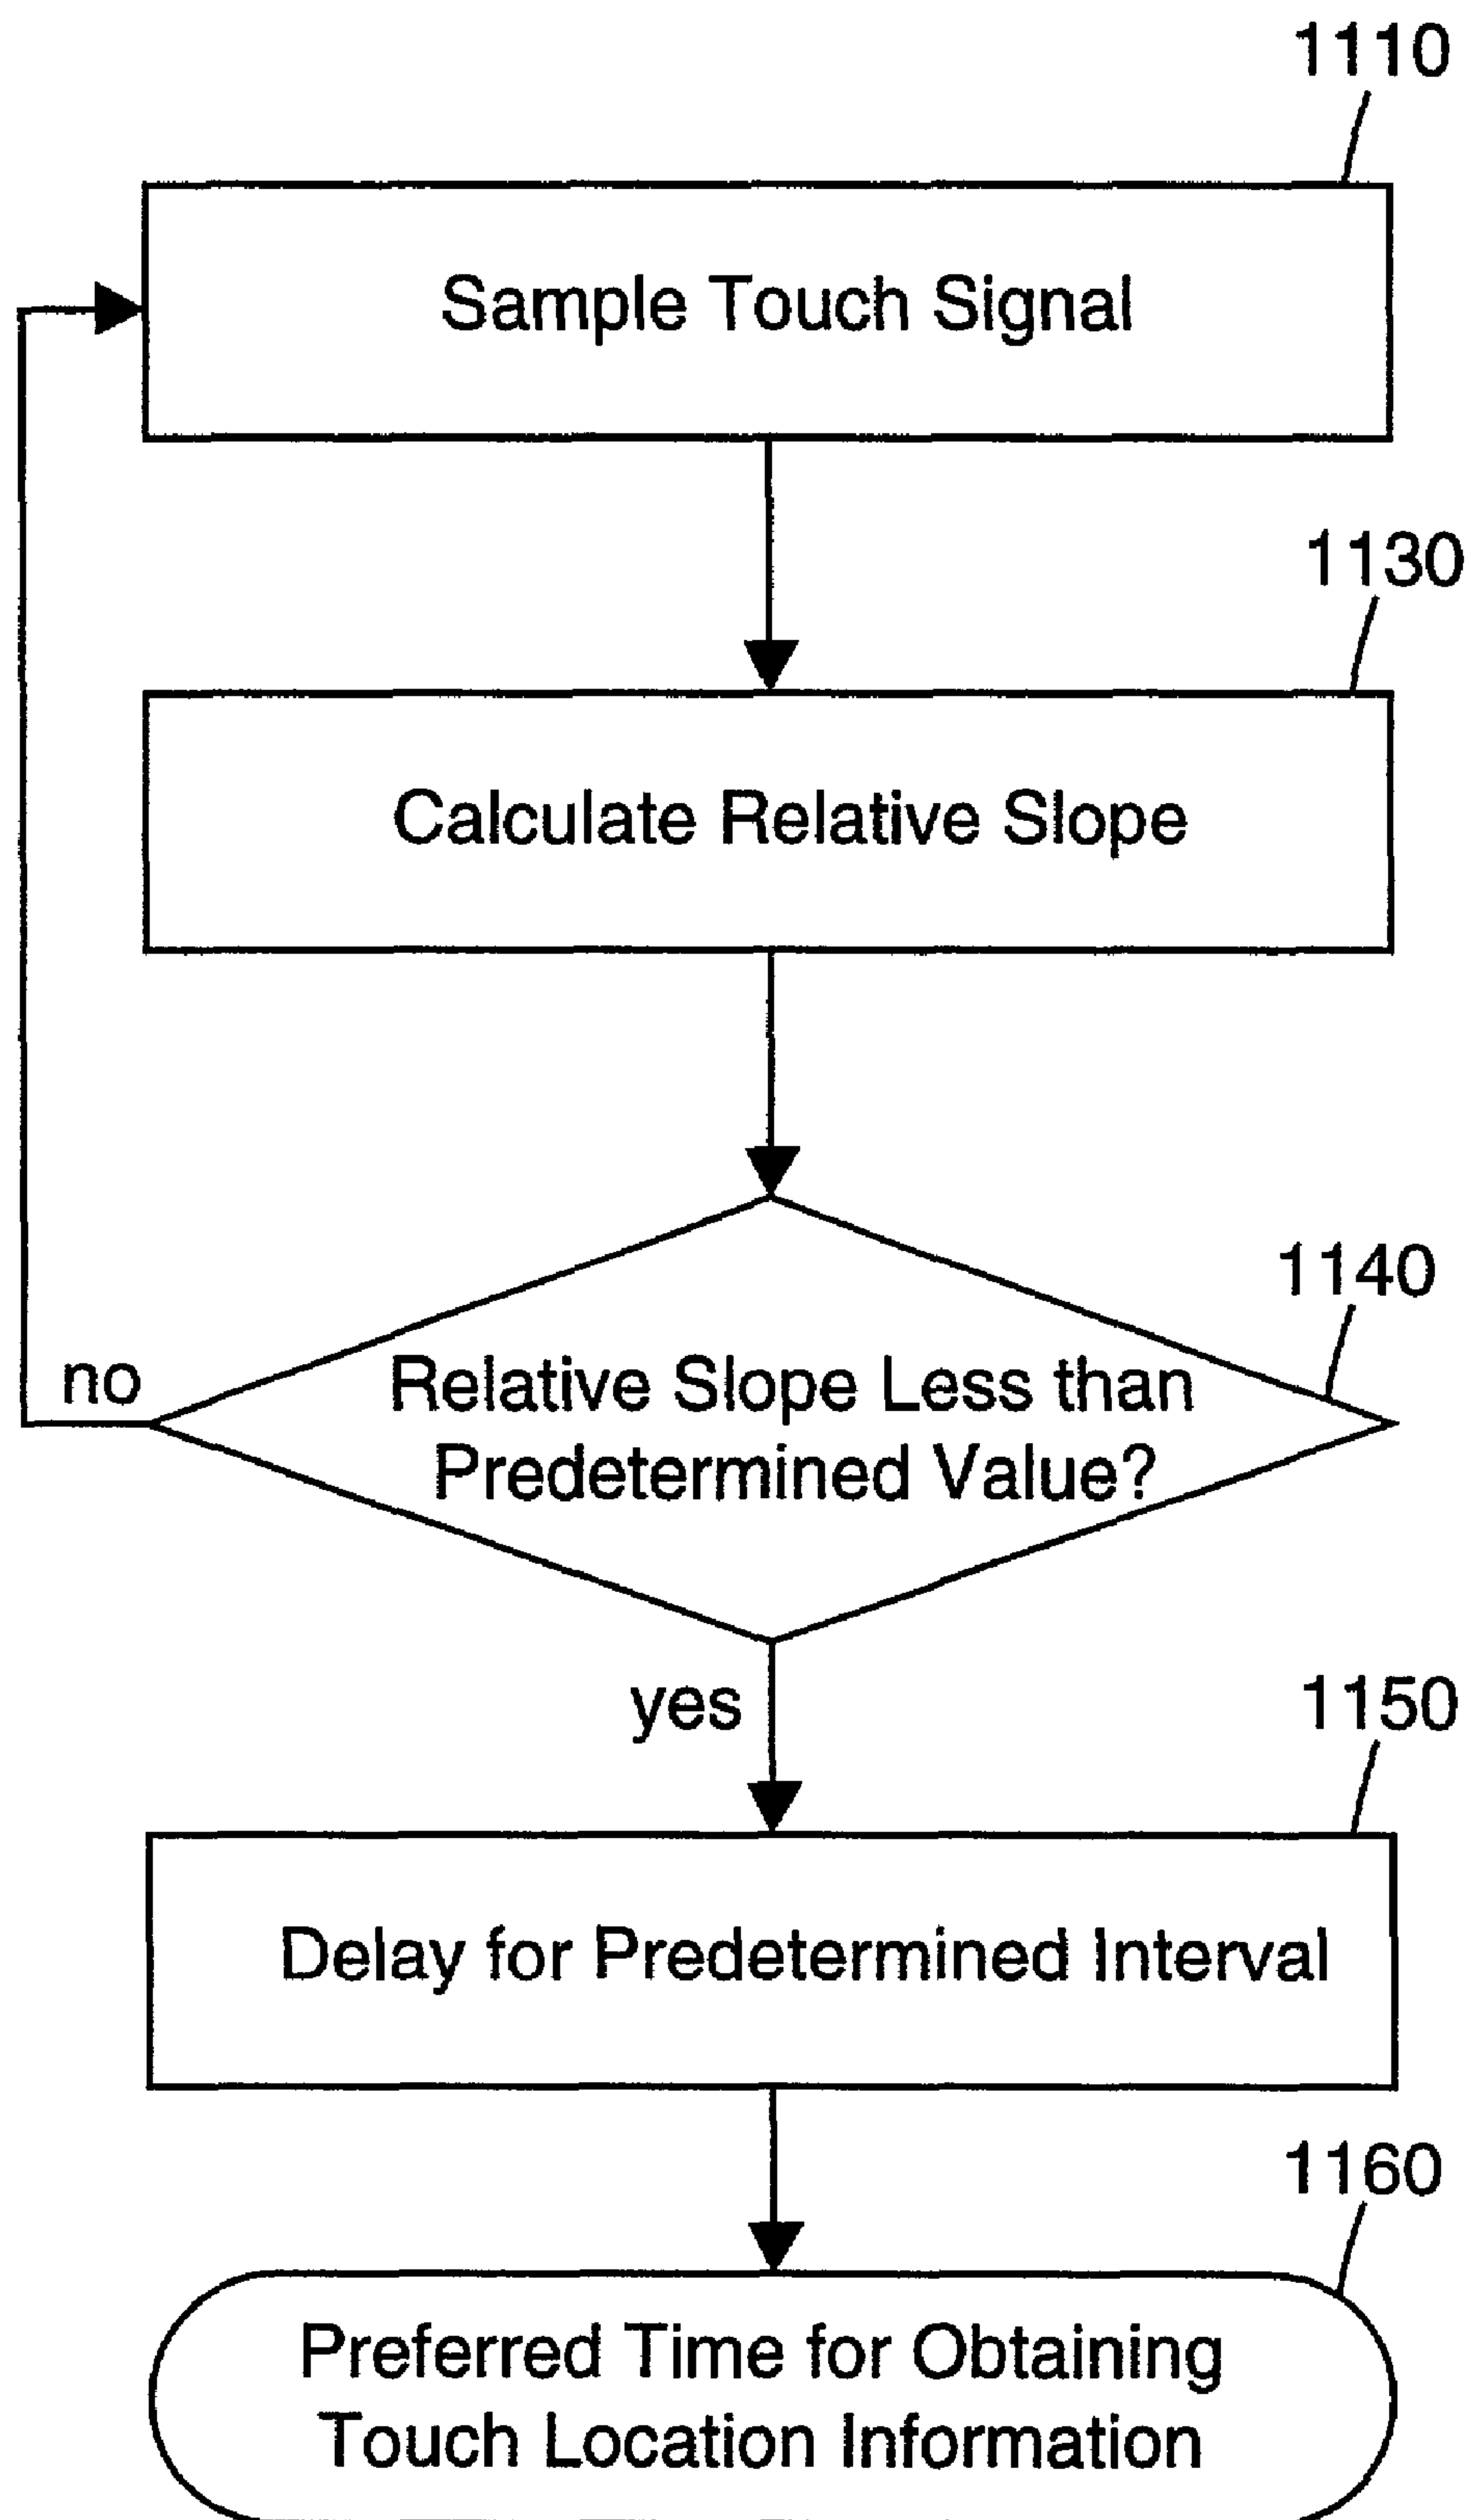 1110
Sample Touch Signal
1130
Calculate Relative Slope
1140
no
Relative Slope Less than
Predetermined Value?
yes
1150
Delay for Predetermined Interval
1160
Preferred Time for Obtaining
Touch Location Information